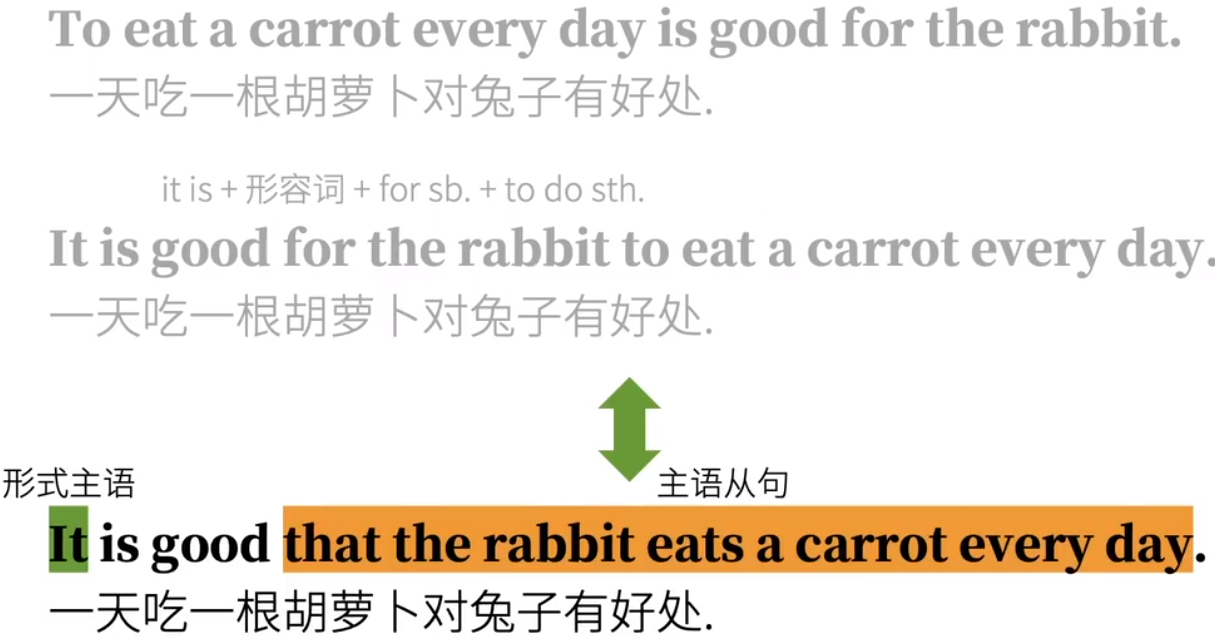 To eat a carrot every day is good for the rabbit.
一天吃一根胡萝卜对兔子有好处.
it is + 形容词 + for sb. + to do sth.
It is good for the rabbit to eat a carrot every day.
一天吃一根胡萝卜对兔子有好处.
形式主语 主语从句
It is good that the rabbit eats a carrot every day.
一天吃一根胡萝卜对兔子有好处.